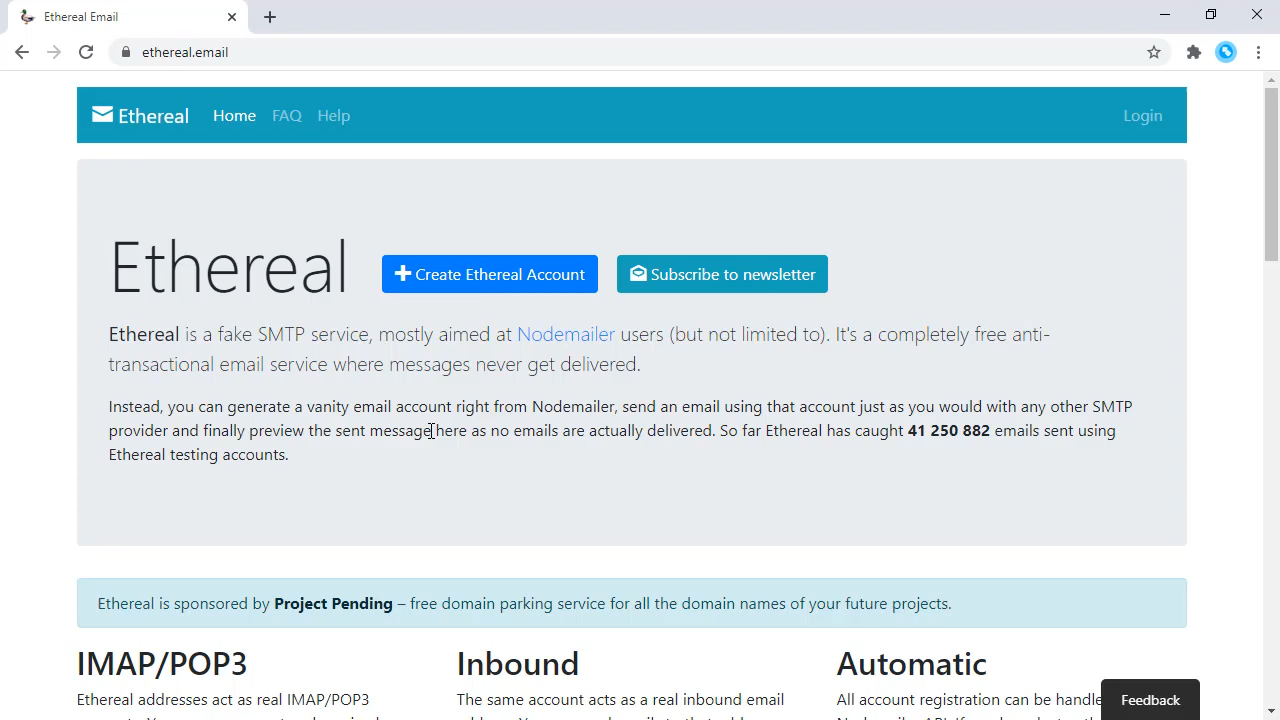 Ethereal Email
ethereal.email
Ethereal Home FAQ Help Login
Ethereal
Create Ethereal Account
Subscribe to newsletter
Ethereal is a fake SMTP service, mostly aimed at Nodemailer users (but not limited to). It's a completely free anti-
transactional email service where messages never get delivered.
Instead, you can generate a vanity email account right from Nodemailer, send an email using that account just as you would with any other SMTP
provider and finally preview the sent message here as no emails are actually delivered. So far Ethereal has caught 41 250 882 emails sent using
Ethereal testing accounts.
Ethereal is sponsored by Project Pending – free domain parking service for all the domain names of your future projects.
IMAP/POP3
Ethereal addresses act as real IMAP/POP3
Inbound
The same account acts as a real inbound email
Automatic
All account registration can be handle
Feedback